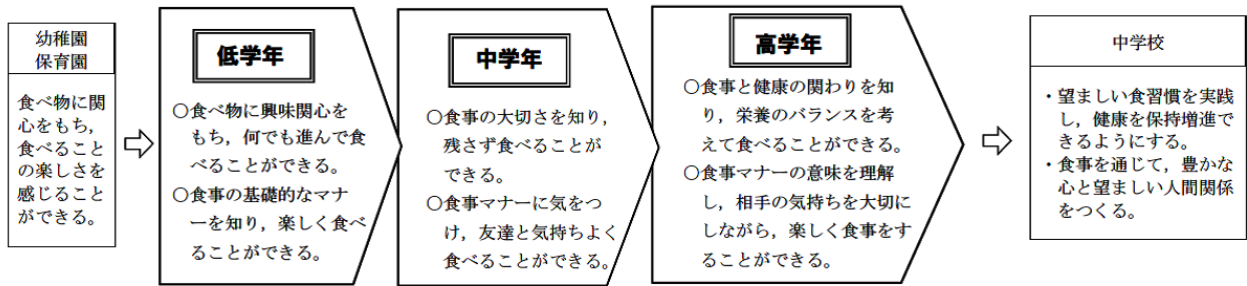 幼稚園
保育園
食べ物に関
心をもち，
食べること
の楽しさを
感じること
ができる。
低学年
○食べ物に興味関心を
もち，何でも進んで食
べることができる。
○食事の基礎的なマナ
ーを知り，楽しく食べ
ることができる。
中学年
○食事の大切さを知り，
残さず食べることが
できる。
○食事マナーに気をつ
け，友達と気持ちよく
食べることができる。
高学年
○食事と健康の関わりを知
り，栄養のバランスを考
えて食べることができる。
○食事マナーの意味を理解
し，相手の気持ちを大切に
しながら，楽しく食事をす
ることができる。
中学校
・望ましい食習慣を実践
し，健康を保持増進で
きるようにする。
・食事を通じて，豊かな
心と望ましい人間関係
をつくる。